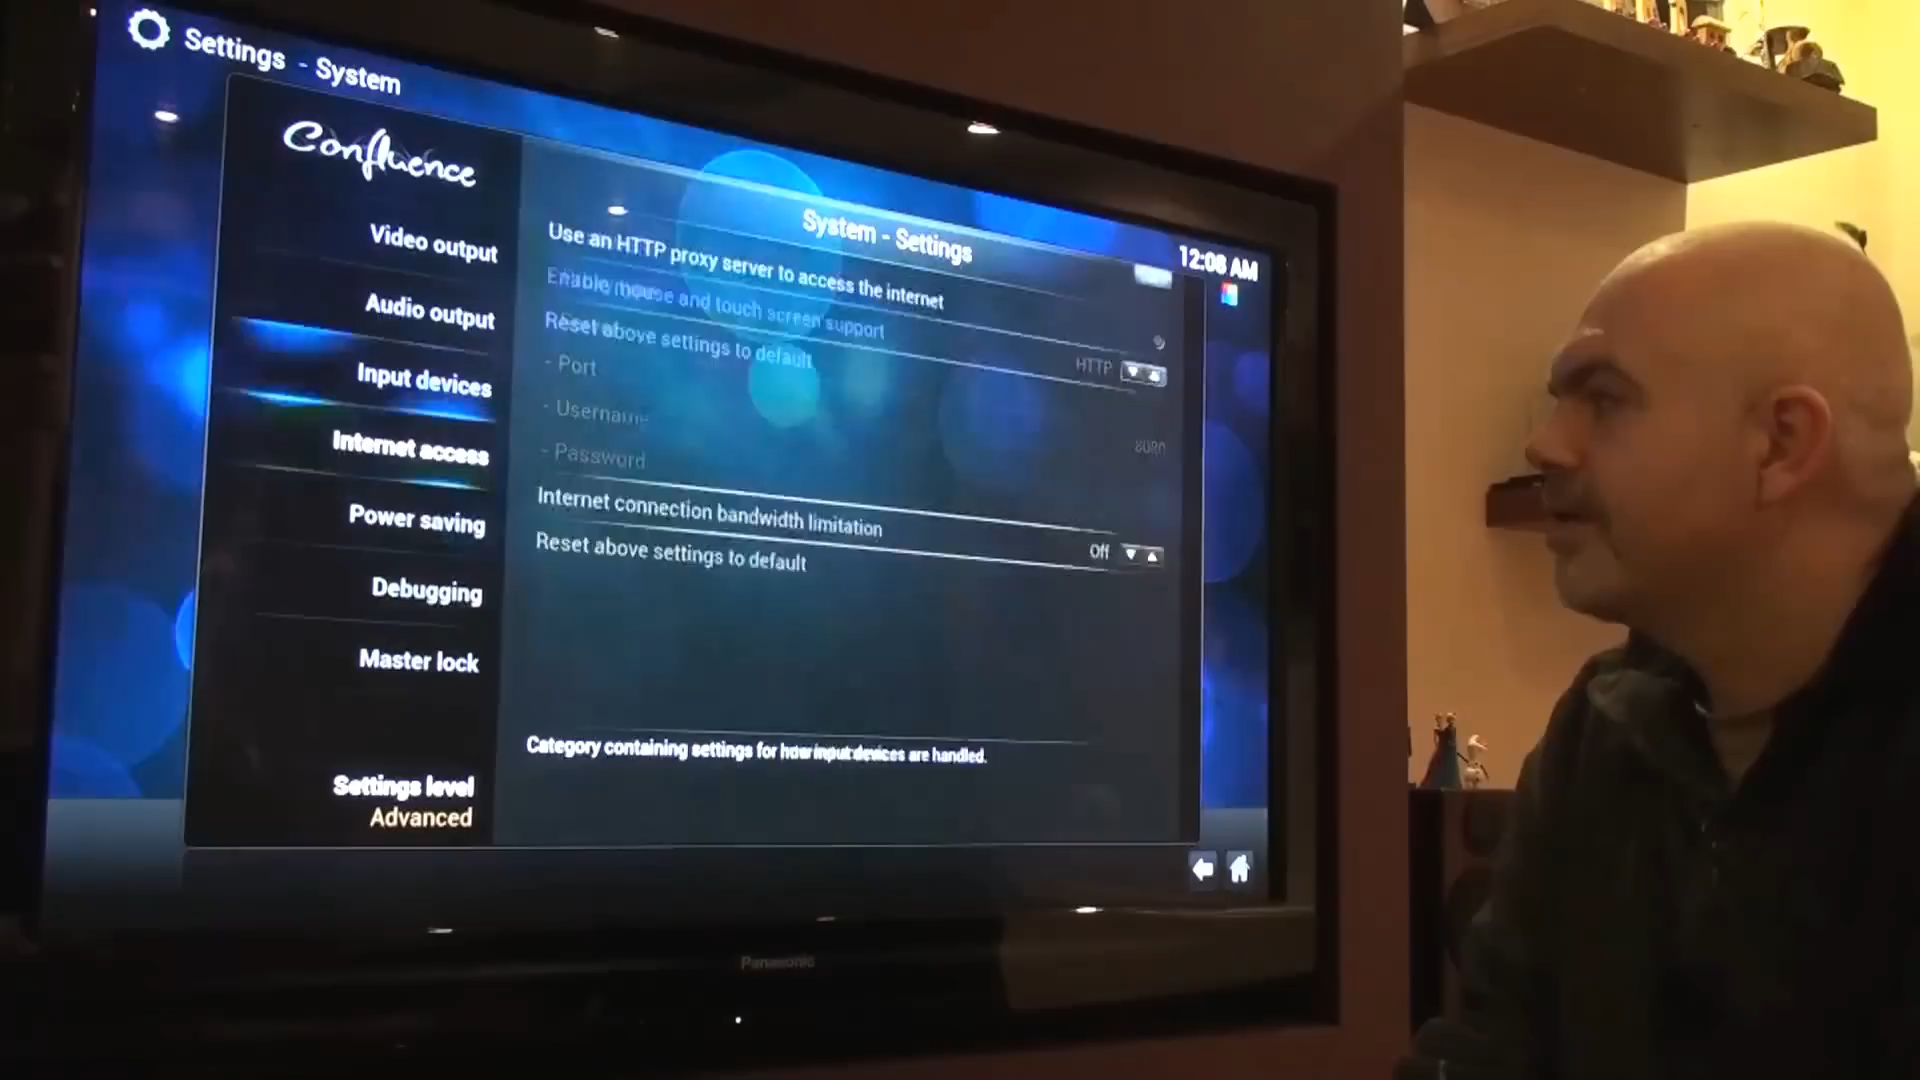 Settings - System
Confluence
Video output
Audio output
Input devices
Internet access
Power saving
Debugging
Master lock
Settings level
Advanced
System - Settings
12:08 AM
Use an HTTP proxy server to access the internet
Enable mouse and touch screen support
HTTP
Reset above settings to default
- Port
8080
- Username
- Password
Internet connection bandwidth limitation
Off
Reset above settings to default
Category containing settings for how input devices are handled.
Panasonic